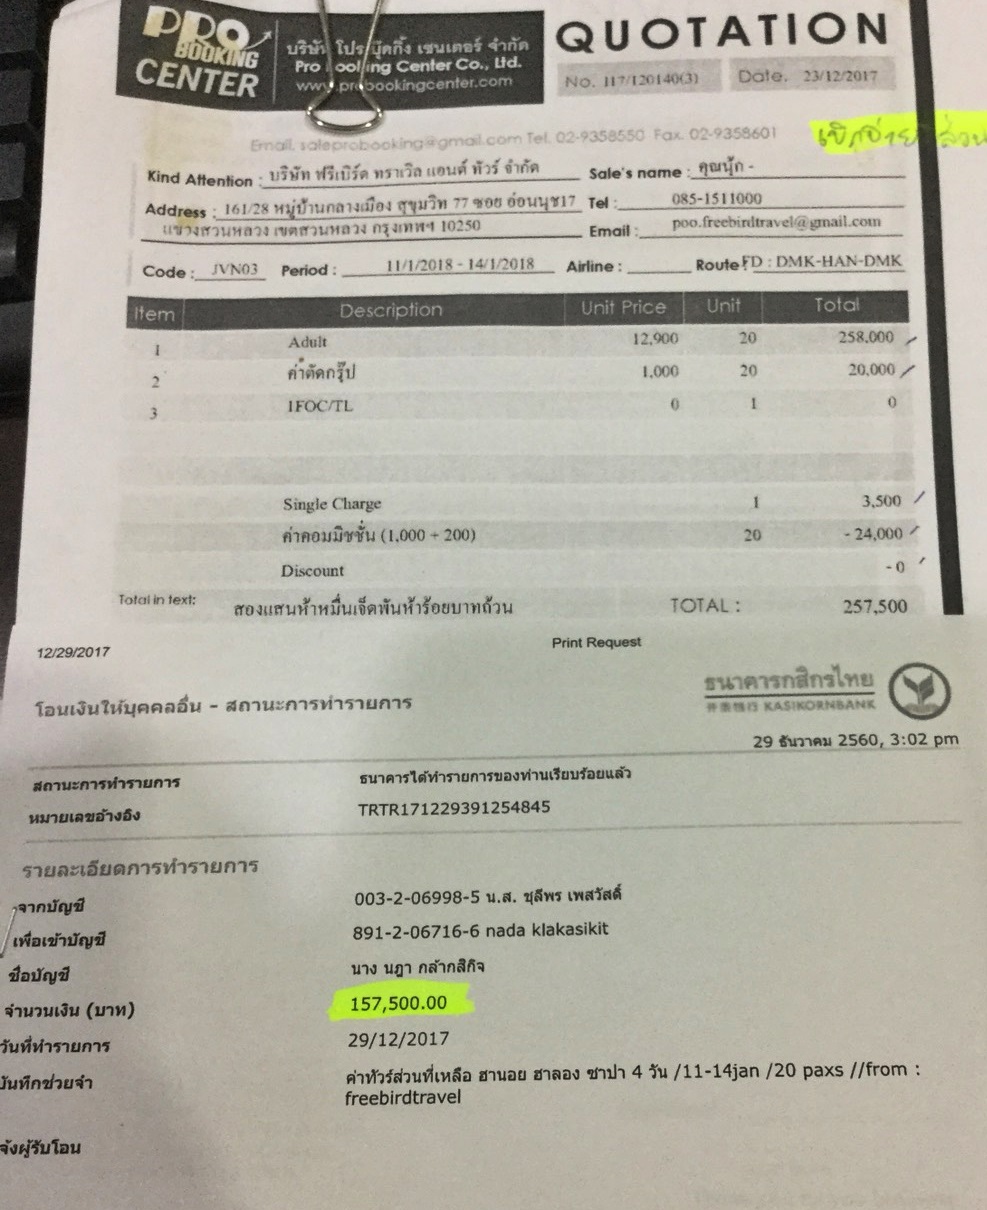 PRO
BOOKING
CENTER
บริษัท โปร บุ๊คกิ้ง เซนเตอร์ จำกัด
Pro Booking Center Co., Ltd.
www.probookingcenter.com
QUOTATION
No. 117/120140(3) Date. 23/12/2017
Email. saleprobooking@gmail.com Tel. 02-9358550 Fax. 02-9358601
Kind Attention : บริษัท ฟรีเบิร์ด ทราเวิล แอนด์ ทัวร์ จำกัด Sale's name : คุณนุ๊ก -
Address : 161/28 หมู่บ้านกลางเมือง สุขุมวิท 77 ซอย อ่อนนุช17 Tel : 085-1511000
แขวงสวนหลวง เขตสวนหลวง กรุงเทพฯ 10250 Email : poo.freebirdtravel@gmail.com
Code : JVN03 Period : 11/1/2018 - 14/1/2018 Airline : Route FD : DMK-HAN-DMK
Item Description Unit Price Unit Total
1 Adult 12,900 20 258,000
2 ค่าตัดกรุ๊ป 1,000 20 20,000
3 1FOC/TL 0 1 0
Single Charge 1 3,500
ค่าคอมมิชชั่น (1,000 + 200) 20 - 24,000
Discount - 0
Total in text: สองแสนห้าหมื่นเจ็ดพันห้าร้อยบาทถ้วน TOTAL : 257,500
12/29/2017 Print Request
ธนาคารกสิกรไทย
开泰银行 KASIKORNBANK
โอนเงินให้บุคคลอื่น - สถานะการทำรายการ
29 ธันวาคม 2560, 3:02 pm
สถานะการทำรายการ ธนาคารได้ทำรายการของท่านเรียบร้อยแล้ว
หมายเลขอ้างอิง TRTR171229391254845
รายละเอียดการทำรายการ
จากบัญชี 003-2-06998-5 น.ส. ชุลีพร เพสวัสดิ์
เพื่อเข้าบัญชี 891-2-06716-6 nada klakasikit
ชื่อบัญชี นาง นฎา กล้ากสิกิจ
จำนวนเงิน (บาท) 157,500.00
วันที่ทำรายการ 29/12/2017
บันทึกช่วยจำ ค่าทัวร์ส่วนที่เหลือ ฮานอย ฮาลอง ซาปา 4 วัน /11-14jan /20 paxs //from :
freebirdtravel
จ้งผู้รับโอน